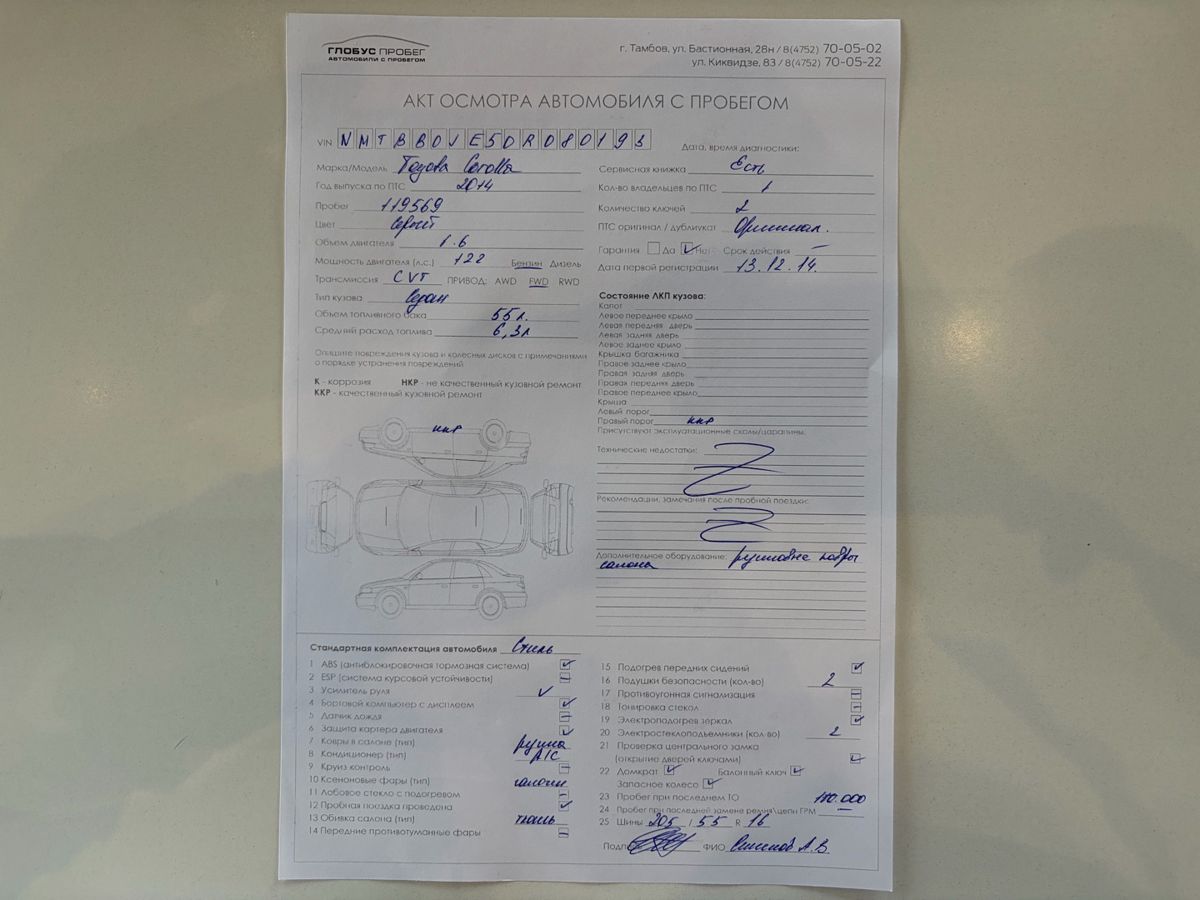 ГЛОБУС ПРОБЕГ
АВТОМОБИЛИ С ПРОБЕГОМ
г. Тамбов, ул. Бастионная, 28н / 8(4752) 70-05-02
ул. Киквидзе, 83 / 8(4752) 70-05-22
АКТ ОСМОТРА АВТОМОБИЛЯ С ПРОБЕГОМ
VIN NMTBB0JE50R080193
Дата, время диагностики:
Марка/Модель Тоyота Corolla
Год выпуска по ПТС 2014
Пробег 119569
Цвет серый
Объем двигателя 1.6
Мощность двигателя (л.с.) 122 Бензин Дизель
Трансмиссия CVT ПРИВОД: AWD FWD RWD
Тип кузова Седан
Объем топливного бака 55л.
Средний расход топлива 6,3л
Сервисная книжка Есть
Кол-во владельцев по ПТС 1
Количество ключей 2
ПТС оригинал / дубликат Оригинал.
Гарантия Да Нет Срок действия –
Дата первой регистрации 13.12.14.
Опишите повреждения кузова и колесных дисков с примечаниями
о порядке устранения повреждений
К - коррозия НКР - не качественный кузовной ремонт
ККР - качественный кузовной ремонт
ккр
Состояние ЛКП кузова:
Капот
Левое переднее крыло
Левая передняя дверь
Левая задняя дверь
Левое заднее крыло
Крышка багажника
Правое заднее крыло
Правая задняя дверь
Правая передняя дверь
Правое переднее крыло
Крыша
Левый порог
Правый порог ккр
Присутствуют эксплуатационные сколы/царапины.
Технические недостатки:
Рекомендации, замечания после пробной поездки:
Дополнительное оборудование: резиновые ковры
салона
Стандартная комплектация автомобиля Стиль
1 ABS (антиблокировочная тормозная система)
2 ESP (система курсовой устойчивости)
3 Усилитель руля
4 Бортовой компьютер с дисплеем
5 Датчик дождя
6 Защита картера двигателя
7 Ковры в салоне (тип) резина
8 Кондиционер (тип) A/C
9 Круиз контроль
10 Ксеноновые фары (тип) галоген
11 Лобовое стекло с подогревом
12 Пробная поездка проведена
13 Обивка салона (тип) ткань
14 Передние противотуманные фары
15 Подогрев передних сидений
16 Подушки безопасности (кол-во) 2
17 Противоугонная сигнализация
18 Тонировка стекол
19 Электроподогрев зеркал
20 Электростеклоподъемники (кол-во) 2
21 Проверка центрального замка
(открытие дверей ключами)
22 Домкрат Балонный ключ
Запасное колесо
23 Пробег при последнем ТО 110.000
24 Пробег при последней замене ремня\цепи ГРМ –
25 Шины 205 / 55 R 16
Подпись ФИО А.В.